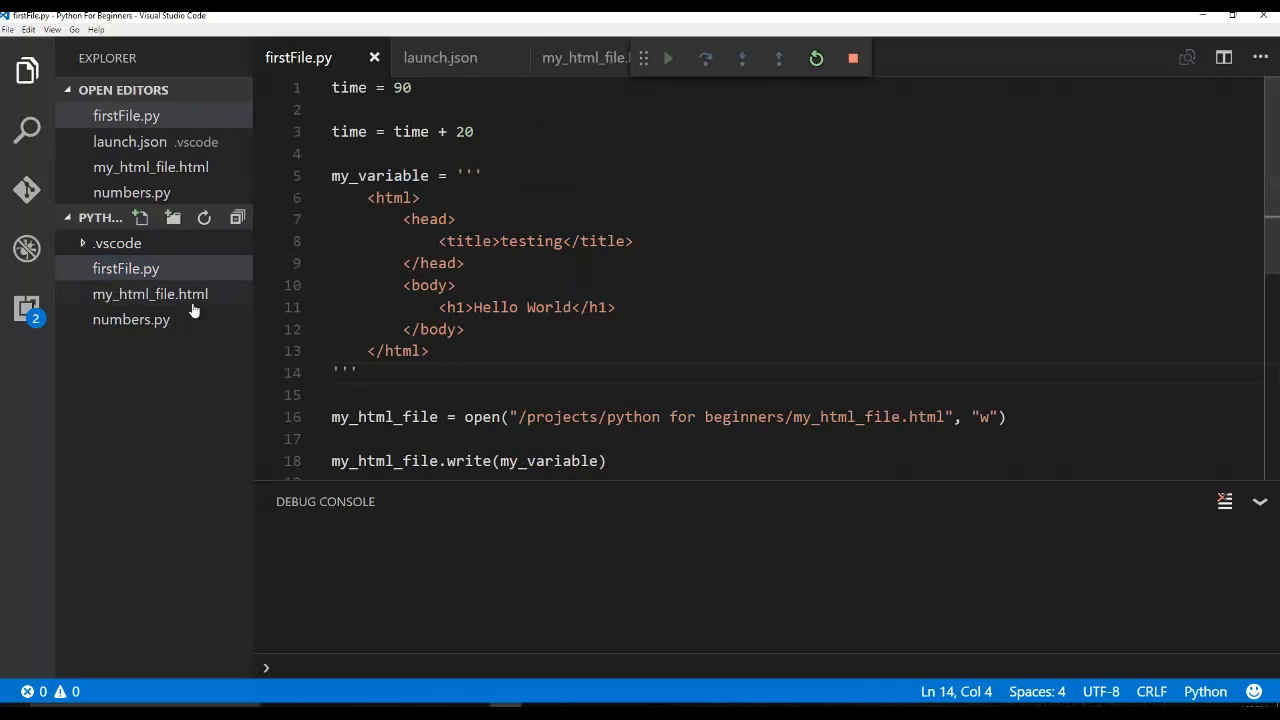 firstFile.py - Python For Beginners - Visual Studio Code
File Edit View Go Help
EXPLORER
OPEN EDITORS
firstFile.py
launch.json .vscode
my_html_file.html
numbers.py
PYTH...
.vscode
firstFile.py
my_html_file.html
numbers.py
2
firstFile.py
launch.json
my_html_file.
1 time = 90
2
3 time = time + 20
4
5 my_variable = '''
6 <html>
7 <head>
8 <title>testing</title>
9 </head>
10 <body>
11 <h1>Hello World</h1>
12 </body>
13 </html>
14 '''
15
16 my_html_file = open("/projects/python for beginners/my_html_file.html", "w")
17
18 my_html_file.write(my_variable)
DEBUG CONSOLE
0 0
Ln 14, Col 4 Spaces: 4 UTF-8 CRLF Python